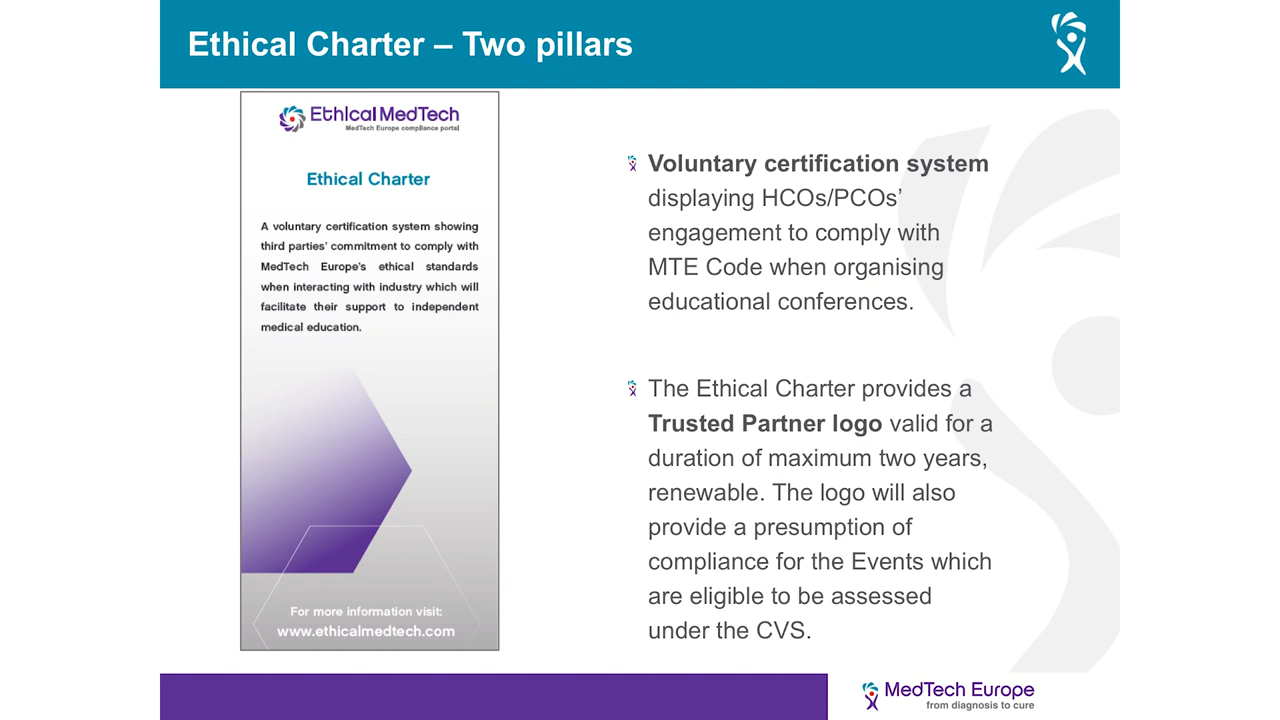 Ethical Charter – Two pillars
EthIcal MedTech
MedTech Europe compliance portal
Ethical Charter
A voluntary certification system showing
third parties' commitment to comply with
MedTech Europe's ethical standards
when interacting with industry which will
facilitate their support to independent
medical education.
For more information visit:
www.ethicalmedtech.com
Voluntary certification system
displaying HCOs/PCOs’
engagement to comply with
MTE Code when organising
educational conferences.
The Ethical Charter provides a
Trusted Partner logo valid for a
duration of maximum two years,
renewable. The logo will also
provide a presumption of
compliance for the Events which
are eligible to be assessed
under the CVS.
MedTech Europe
from diagnosis to cure